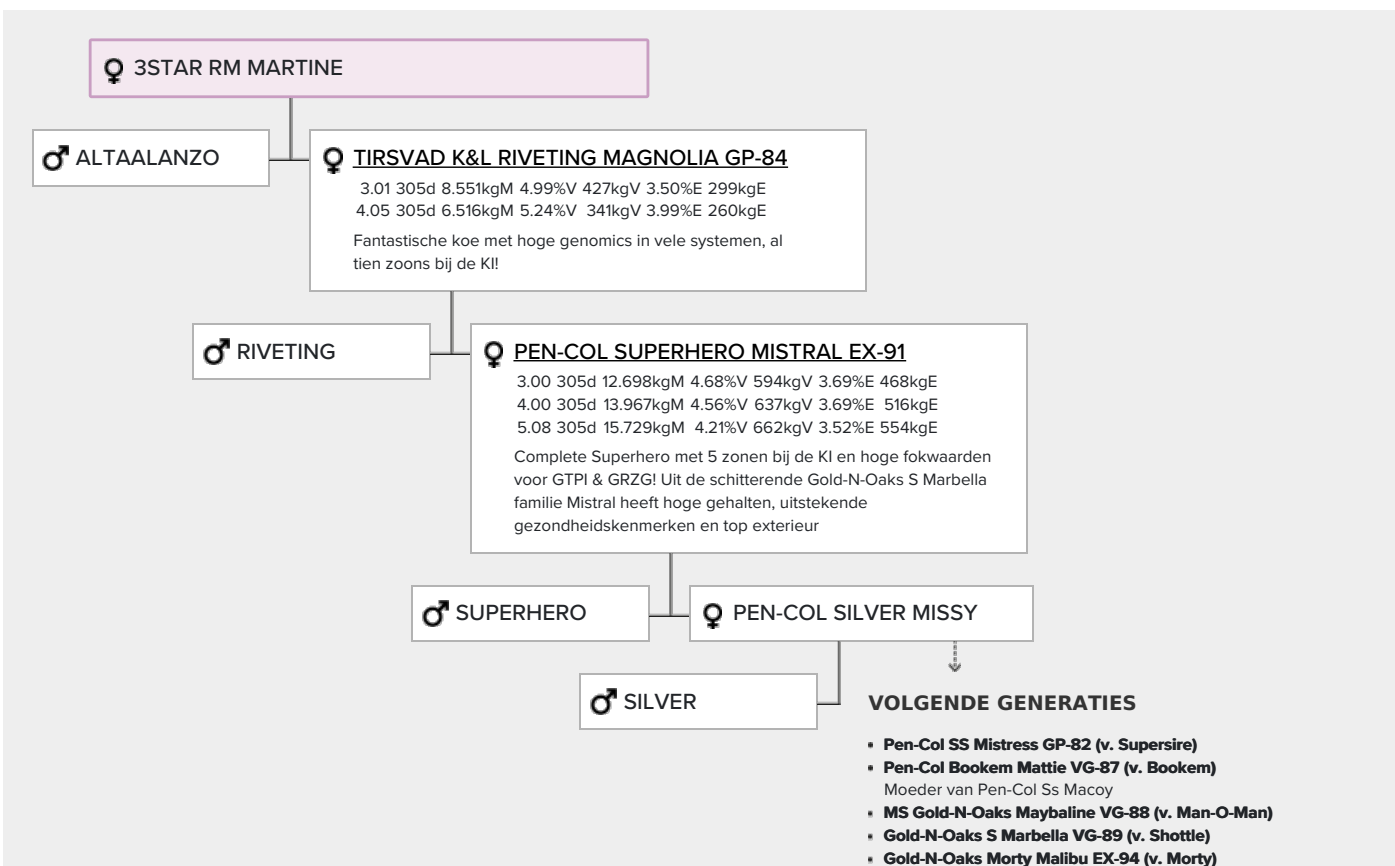 3STAR RM MARTINE
ALTAALANZO
TIRSVAD K&L RIVETING MAGNOLIA GP-84
3.01 305d 8.551kgM 4.99%V 427kgV 3.50%E 299kgE
4.05 305d 6.516kgM 5.24%V 341kgV 3.99%E 260kgE
Fantastische koe met hoge genomics in vele systemen, al
tien zoons bij de KI!
RIVETING
PEN-COL SUPERHERO MISTRAL EX-91
3.00 305d 12.698kgM 4.68%V 594kgV 3.69%E 468kgE
4.00 305d 13.967kgM 4.56%V 637kgV 3.69%E 516kgE
5.08 305d 15.729kgM 4.21%V 662kgV 3.52%E 554kgE
Complete Superhero met 5 zonen bij de KI en hoge fokwaarden
voor GTPI & GRZG! Uit de schitterende Gold-N-Oaks S Marbella
familie Mistral heeft hoge gehalten, uitstekende
gezondheidskenmerken en top exterieur
SUPERHERO
PEN-COL SILVER MISSY
SILVER
VOLGENDE GENERATIES
• Pen-Col SS Mistress GP-82 (v. Supersire)
• Pen-Col Bookem Mattie VG-87 (v. Bookem)
Moeder van Pen-Col Ss Macoy
• MS Gold-N-Oaks Maybaline VG-88 (v. Man-O-Man)
• Gold-N-Oaks S Marbella VG-89 (v. Shottle)
• Gold-N-Oaks Morty Malibu EX-94 (v. Morty)